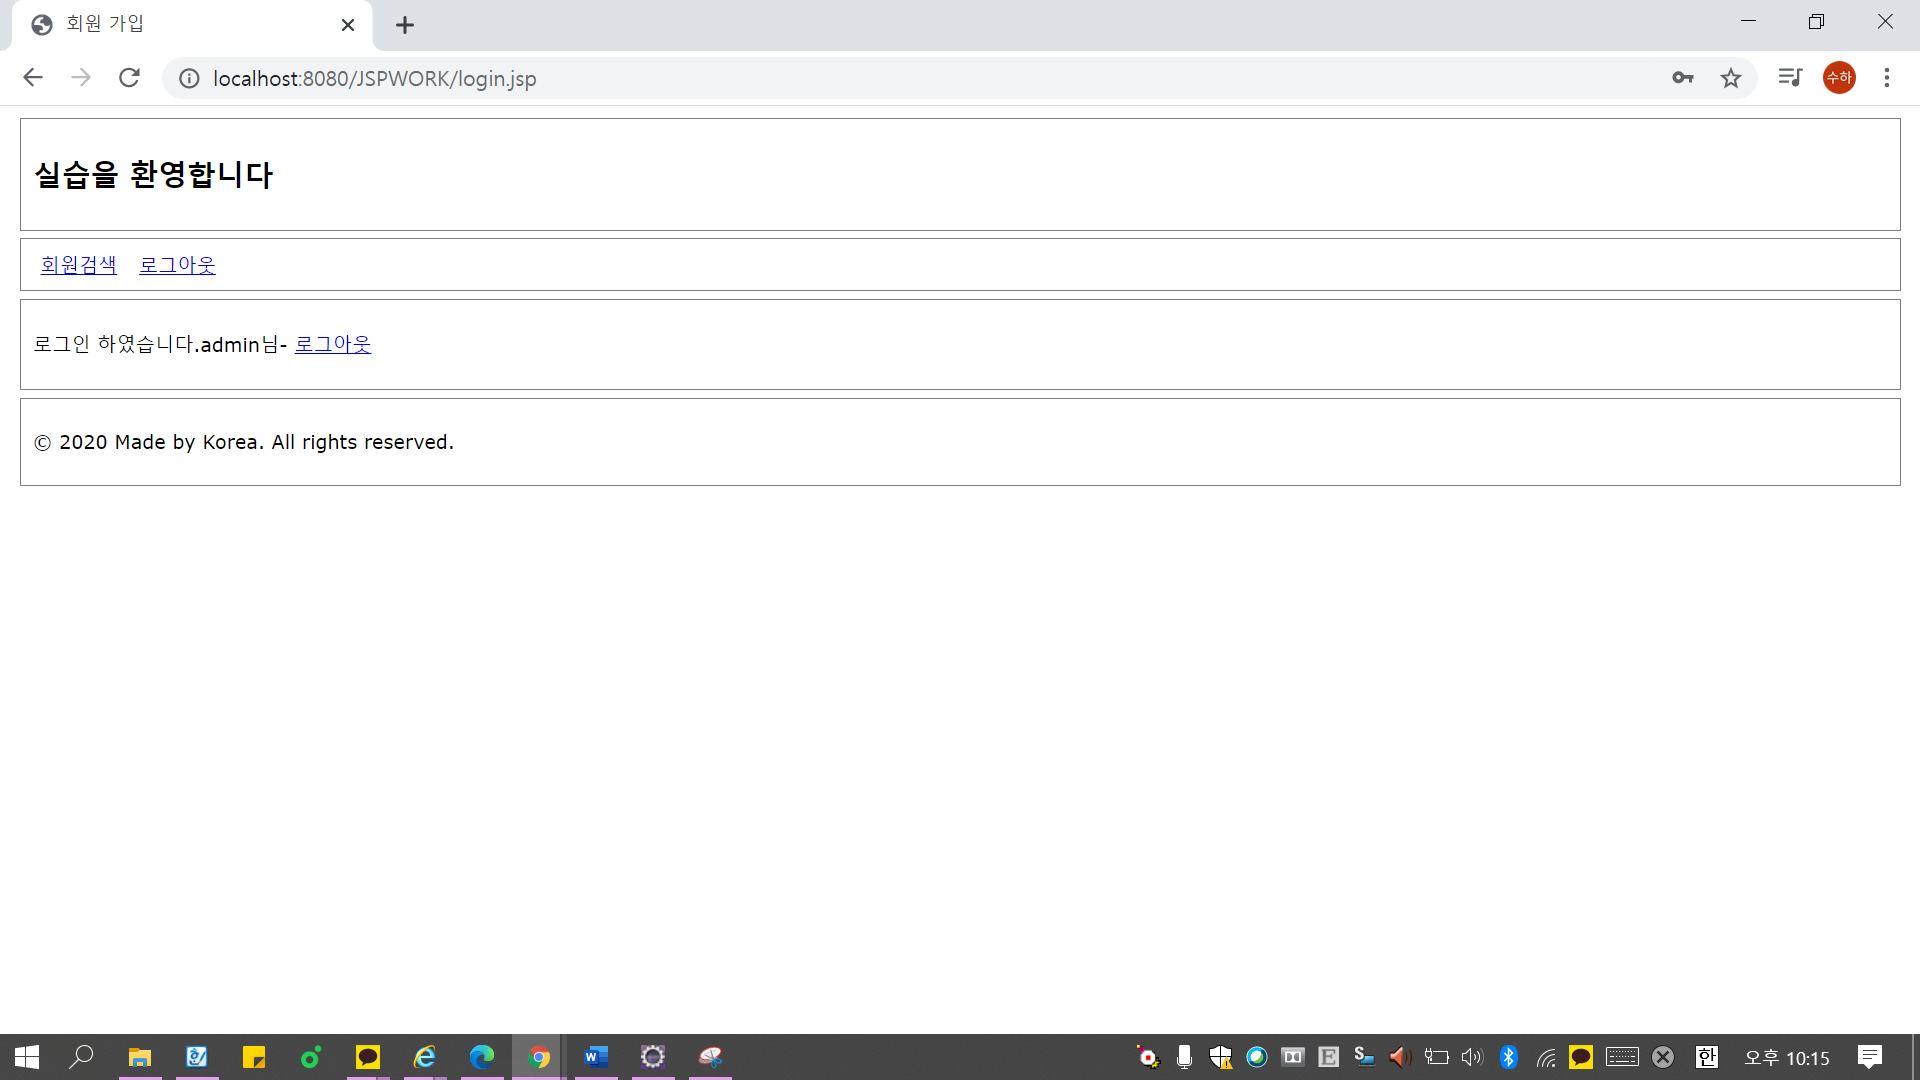 회원 가입
localhost:8080/JSPWORK/login.jsp
수하
실습을 환영합니다
회원검색 로그아웃
로그인 하였습니다.admin님- 로그아웃
© 2020 Made by Korea. All rights reserved.
한 오후 10:15